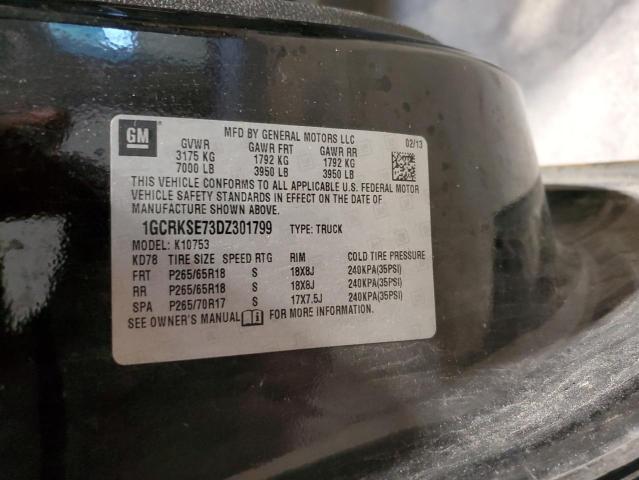 GM
MFD BY GENERAL MOTORS LLC
02/13
GVWR GAWR FRT GAWR RR
3175 KG 1792 KG 1792 KG
7000 LB 3950 LB 3950 LB
THIS VEHICLE CONFORMS TO ALL APPLICABLE U.S. FEDERAL MOTOR
VEHICLE SAFETY STANDARDS IN EFFECT ON THE DATE OF
MANUFACTURE SHOWN ABOVE.
1GCRKSE73DZ301799 TYPE: TRUCK
MODEL: K10753
KD78 TIRE SIZE SPEED RTG RIM COLD TIRE PRESSURE
FRT P265/65R18 S 18X8J 240KPA(35PSI)
RR P265/65R18 S 18X8J 240KPA(35PSI)
SPA P265/70R17 S 17X7.5J 240KPA(35PSI)
SEE OWNER'S MANUAL FOR MORE INFORMATION.